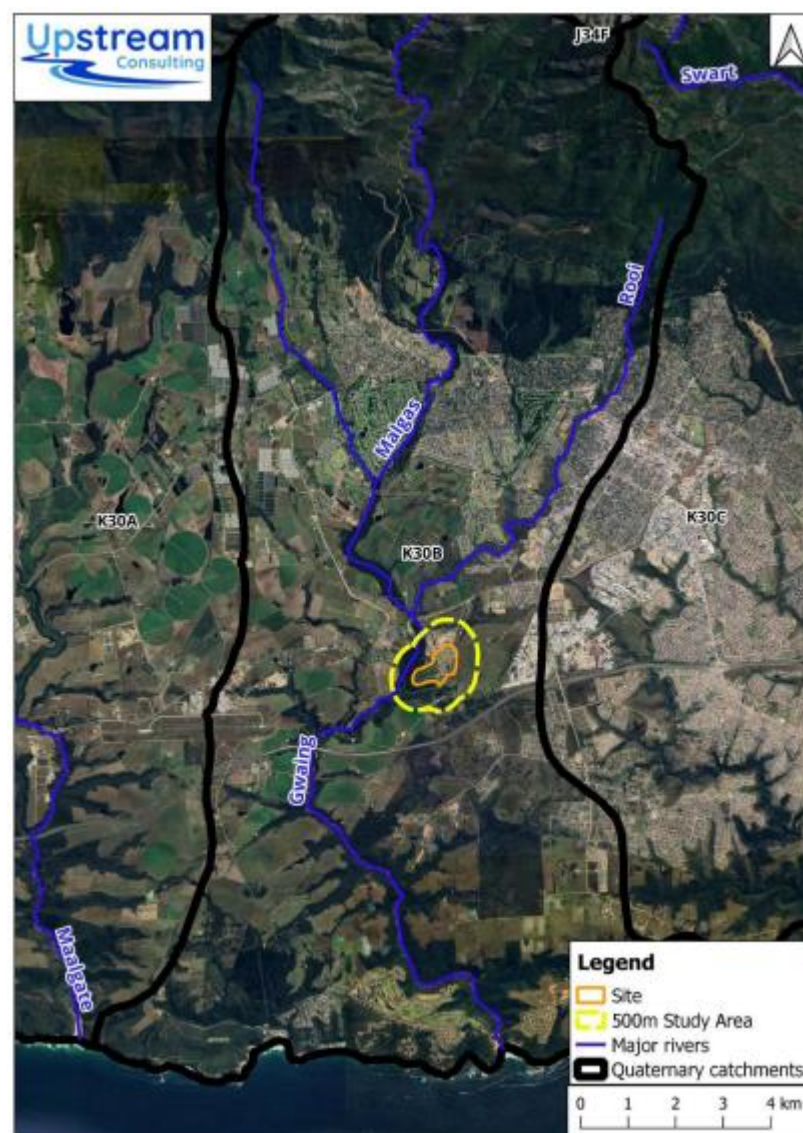 Upstream
Consulting
J34F
Swart
Rooi
Malgas
K30A
K30B
K30C
Gwaing
Maalgate
Legend
Site
500m Study Area
Major rivers
Quaternary catchments
0 1 2 3 4 km